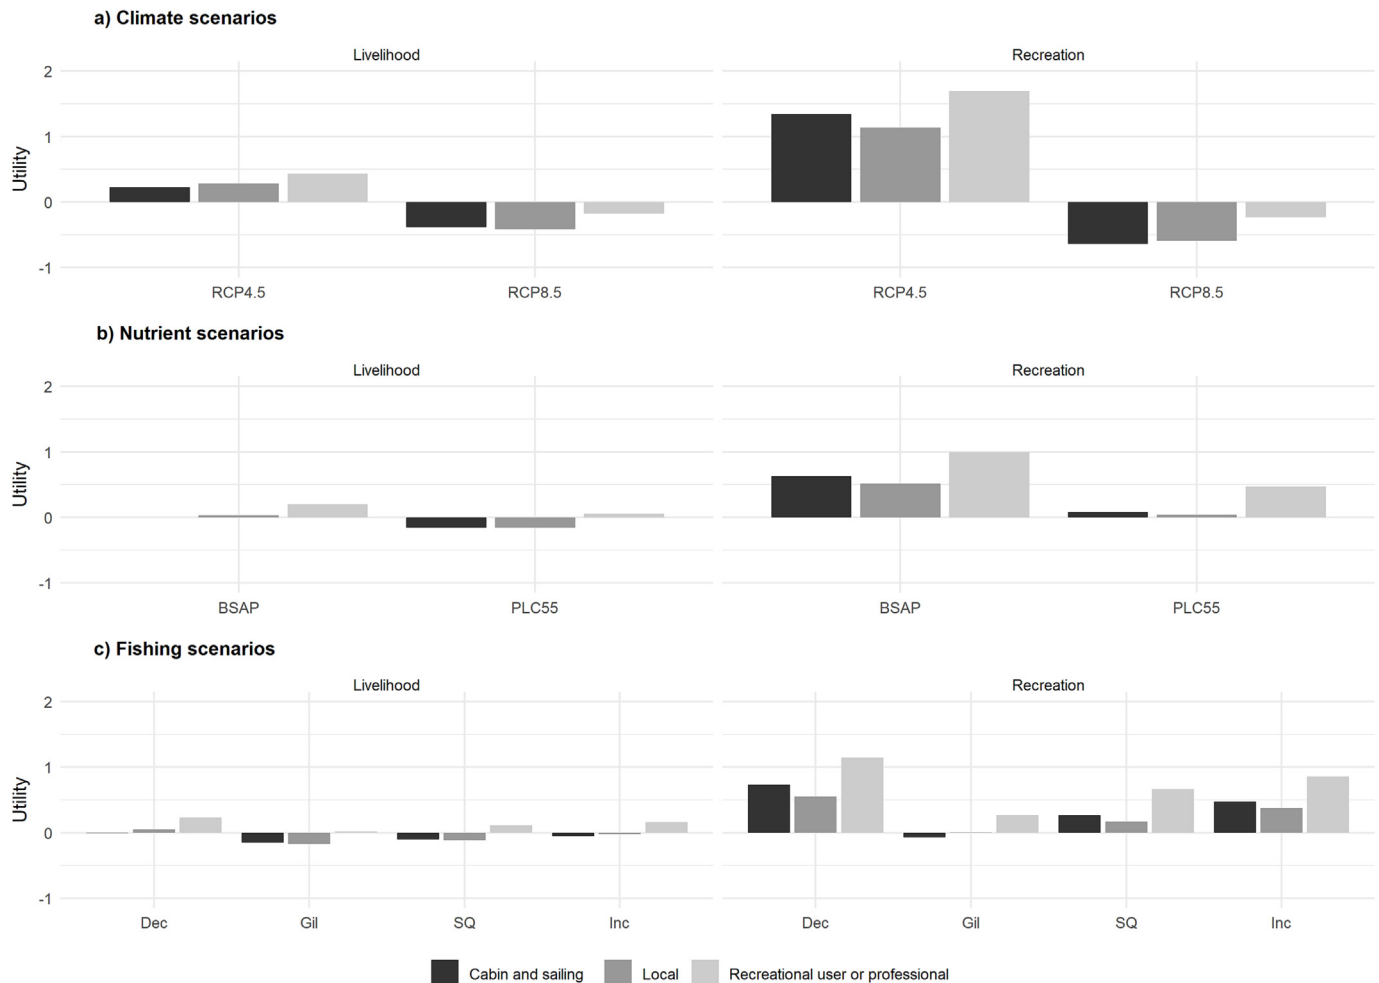 a) Climate scenarios
Livelihood
Recreation
2
1
0
-1
Utility
RCP4.5
RCP8.5
RCP4.5
RCP8.5
b) Nutrient scenarios
Livelihood
Recreation
2
1
0
-1
Utility
BSAP
PLC55
BSAP
PLC55
c) Fishing scenarios
Livelihood
Recreation
2
1
0
-1
Utility
Dec
Gil
SQ
Inc
Dec
Gil
SQ
Inc
Cabin and sailing
Local
Recreational user or professional